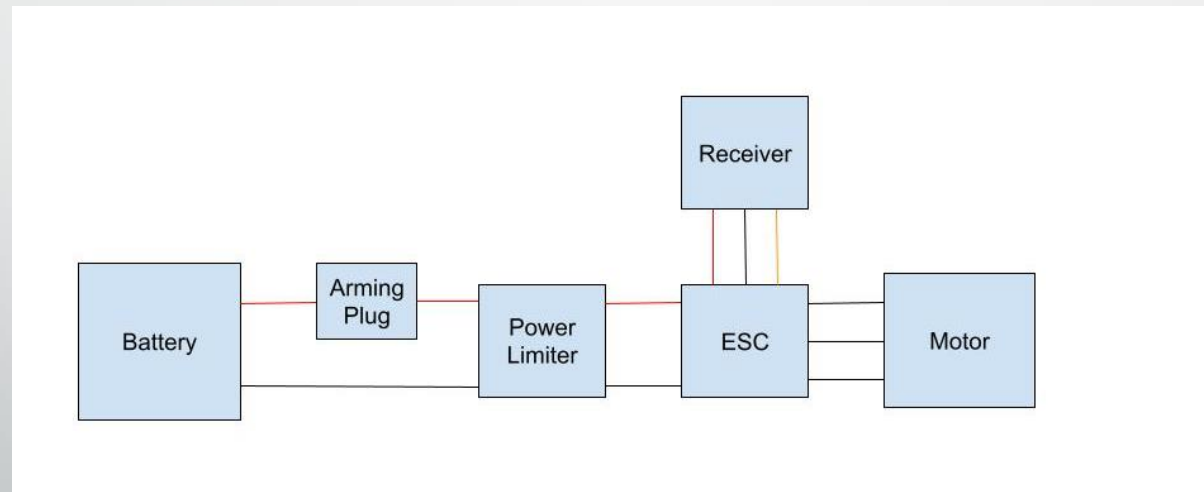 Receiver
Arming
Plug
Battery
Power
Limiter
ESC
Motor